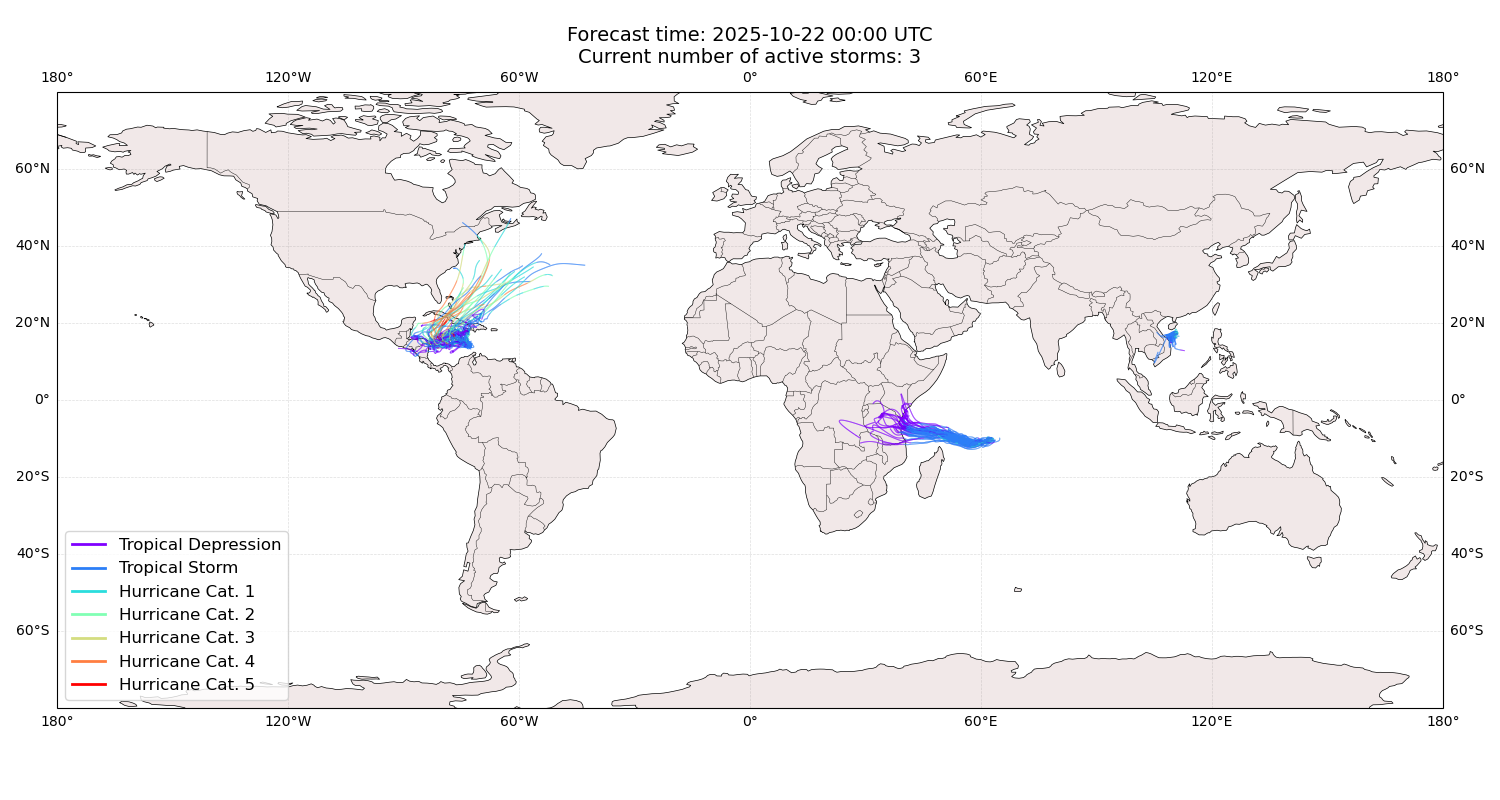 Forecast time: 2025-10-22 00:00 UTC
Current number of active storms: 3
180° 120°W 60°W 0° 60°E 120°E 180°
60°N 60°N
40°N 40°N
20°N 20°N
0° 0°
20°S 20°S
40°S 40°S
60°S 60°S
Tropical Depression
Tropical Storm
Hurricane Cat. 1
Hurricane Cat. 2
Hurricane Cat. 3
Hurricane Cat. 4
Hurricane Cat. 5
180° 120°W 60°W 0° 60°E 120°E 180°